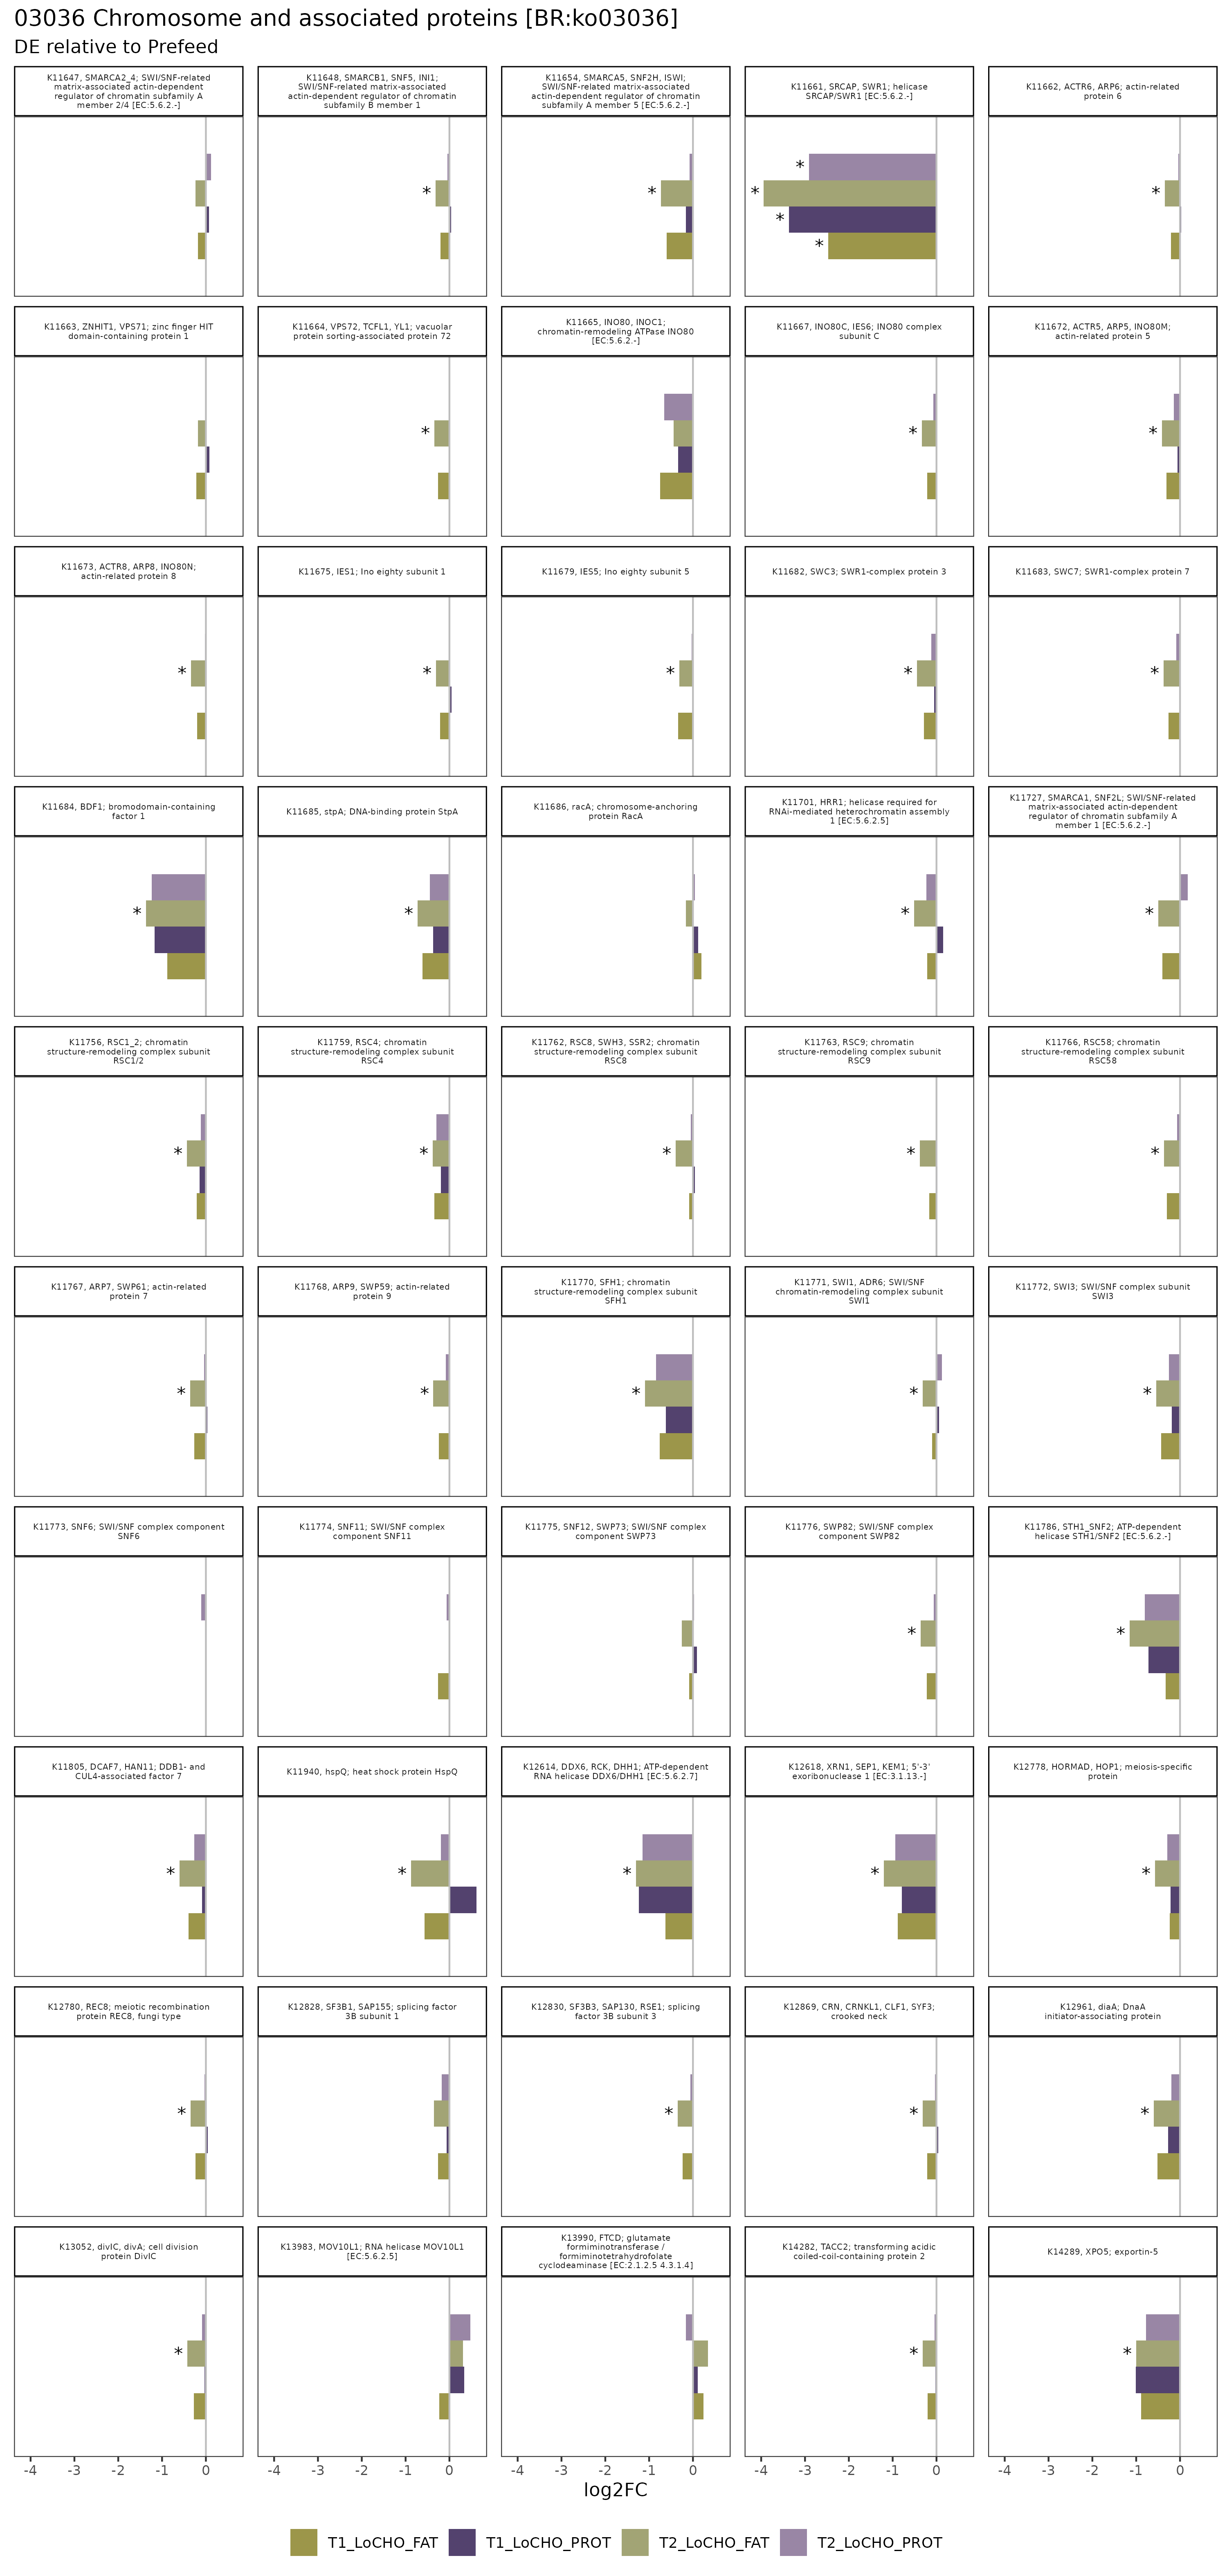 03036 Chromosome and associated proteins [BR:ko03036]
DE relative to Prefeed
K11647, SMARCA2_4; SWI/SNF-related
matrix-associated actin-dependent
regulator of chromatin subfamily A
member 2/4 [EC:5.6.2.-]
K11648, SMARCB1, SNF5, INI1;
SWI/SNF-related matrix-associated
actin-dependent regulator of chromatin
subfamily B member 1
K11654, SMARCA5, SNF2H, ISWI;
SWI/SNF-related matrix-associated
actin-dependent regulator of chromatin
subfamily A member 5 [EC:5.6.2.-]
K11661, SRCAP, SWR1; helicase
SRCAP/SWR1 [EC:5.6.2.-]
K11662, ACTR6, ARP6; actin-related
protein 6
*
*
*
*
*
*
*
K11663, ZNHIT1, VPS71; zinc finger HIT
domain-containing protein 1
K11664, VPS72, TCFL1, YL1; vacuolar
protein sorting-associated protein 72
K11665, INO80, INOC1;
chromatin-remodeling ATPase INO80
[EC:5.6.2.-]
K11667, INO80C, IES6; INO80 complex
subunit C
K11672, ACTR5, ARP5, INO80M;
actin-related protein 5
*
*
*
K11673, ACTR8, ARP8, INO80N;
actin-related protein 8
K11675, IES1; Ino eighty subunit 1
K11679, IES5; Ino eighty subunit 5
K11682, SWC3; SWR1-complex protein 3
K11683, SWC7; SWR1-complex protein 7
*
*
*
*
*
K11684, BDF1; bromodomain-containing
factor 1
K11685, stpA; DNA-binding protein StpA
K11686, racA; chromosome-anchoring
protein RacA
K11701, HRR1; helicase required for
RNAi-mediated heterochromatin assembly
1 [EC:5.6.2.5]
K11727, SMARCA1, SNF2L; SWI/SNF-related
matrix-associated actin-dependent
regulator of chromatin subfamily A
member 1 [EC:5.6.2.-]
*
*
*
*
K11756, RSC1_2; chromatin
structure-remodeling complex subunit
RSC1/2
K11759, RSC4; chromatin
structure-remodeling complex subunit
RSC4
K11762, RSC8, SWH3, SSR2; chromatin
structure-remodeling complex subunit
RSC8
K11763, RSC9; chromatin
structure-remodeling complex subunit
RSC9
K11766, RSC58; chromatin
structure-remodeling complex subunit
RSC58
*
*
*
*
*
K11767, ARP7, SWP61; actin-related
protein 7
K11768, ARP9, SWP59; actin-related
protein 9
K11770, SFH1; chromatin
structure-remodeling complex subunit
SFH1
K11771, SWI1, ADR6; SWI/SNF
chromatin-remodeling complex subunit
SWI1
K11772, SWI3; SWI/SNF complex subunit
SWI3
*
*
*
*
*
K11773, SNF6; SWI/SNF complex component
SNF6
K11774, SNF11; SWI/SNF complex
component SNF11
K11775, SNF12, SWP73; SWI/SNF complex
component SWP73
K11776, SWP82; SWI/SNF complex
component SWP82
K11786, STH1_SNF2; ATP-dependent
helicase STH1/SNF2 [EC:5.6.2.-]
*
*
K11805, DCAF7, HAN11; DDB1- and
CUL4-associated factor 7
K11940, hspQ; heat shock protein HspQ
K12614, DDX6, RCK, DHH1; ATP-dependent
RNA helicase DDX6/DHH1 [EC:5.6.2.7]
K12618, XRN1, SEP1, KEM1; 5'-3'
exoribonuclease 1 [EC:3.1.13.-]
K12778, HORMAD, HOP1; meiosis-specific
protein
*
*
*
*
*
K12780, REC8; meiotic recombination
protein REC8, fungi type
K12828, SF3B1, SAP155; splicing factor
3B subunit 1
K12830, SF3B3, SAP130, RSE1; splicing
factor 3B subunit 3
K12869, CRN, CRNKL1, CLF1, SYF3;
crooked neck
K12961, diaA; DnaA
initiator-associating protein
*
*
*
*
K13052, divIC, divA; cell division
protein DivIC
K13983, MOV10L1; RNA helicase MOV10L1
[EC:5.6.2.5]
K13990, FTCD; glutamate
formiminotransferase /
formiminotetrahydrofolate
cyclodeaminase [EC:2.1.2.5 4.3.1.4]
K14282, TACC2; transforming acidic
coiled-coil-containing protein 2
K14289, XPO5; exportin-5
*
*
*
-4 -3 -2 -1 0
-4 -3 -2 -1 0
-4 -3 -2 -1 0
-4 -3 -2 -1 0
-4 -3 -2 -1 0
log2FC
T1_LoCHO_FAT T1_LoCHO_PROT T2_LoCHO_FAT T2_LoCHO_PROT